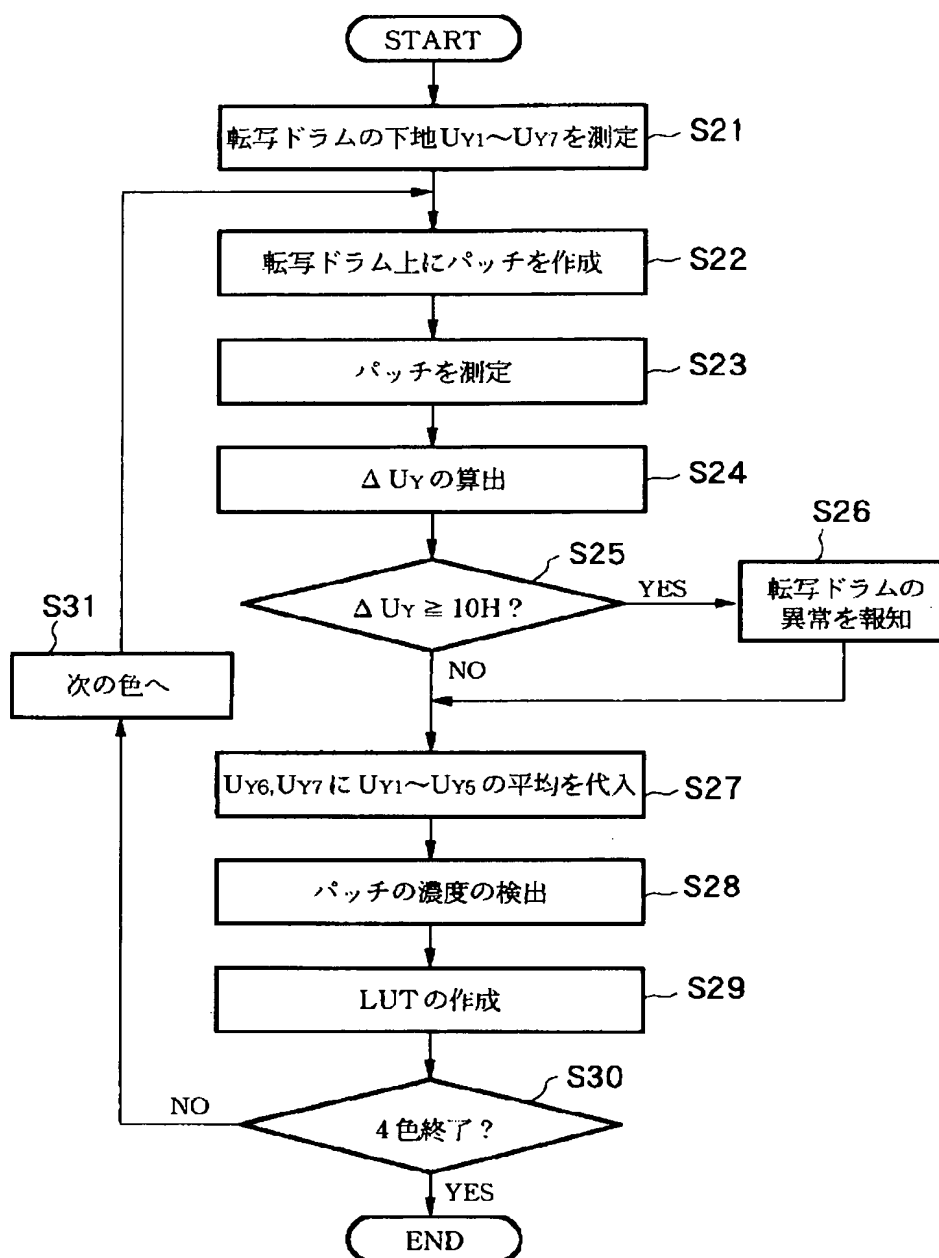 START
転写ドラムの下地UY1～UY7を測定
S21
転写ドラム上にパッチを作成
S22
パッチを測定
S23
ΔUYの算出
S24
S25
ΔUY≧10H?
YES
S26
転写ドラムの
異常を報知
NO
S31
次の色へ
UY6,UY7にUY1～UY5の平均を代入
S27
パッチの濃度の検出
S28
LUTの作成
S29
S30
4色終了?
NO
YES
END